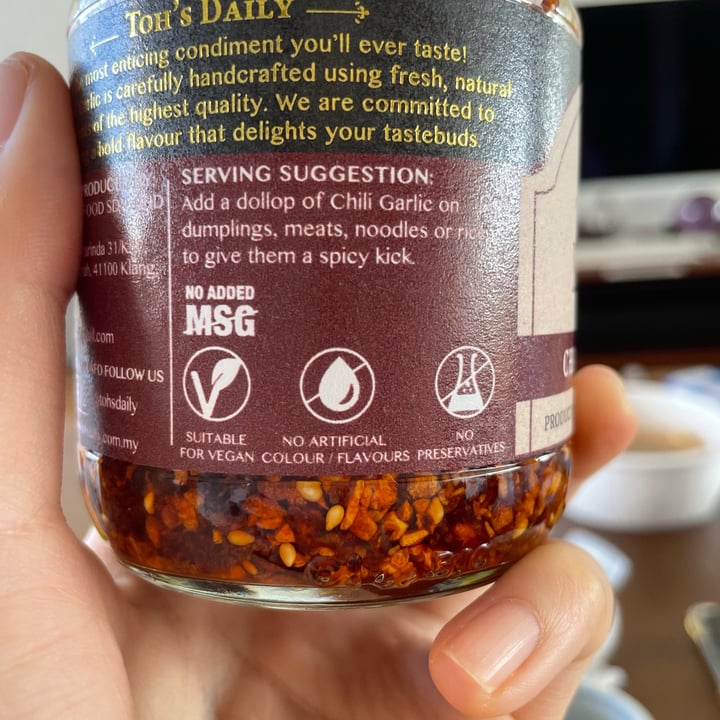 TOH'S DAILY
most enticing condiment you'll ever taste!
is carefully handcrafted using fresh, natural
of the highest quality. We are committed to
bold flavour that delights your tastebuds.
SERVING SUGGESTION:
Add a dollop of Chili Garlic on
dumplings, meats, noodles or
to give them a spicy kick.
NO ADDED
MSG
SUITABLE
FOR VEGAN
NO ARTIFICIAL
COLOUR / FLAVOURS
NO
PRESERVATIVES
41100 Klang,
FOLLOW US
tohsdaily
.com.my